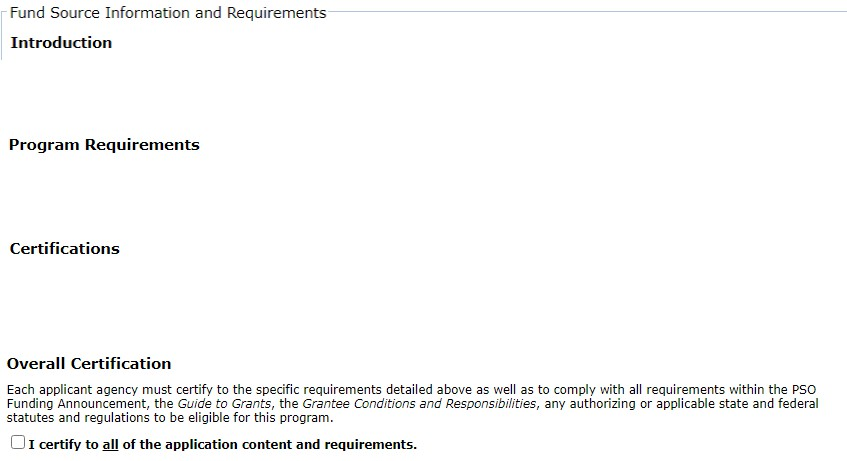 Fund Source Information and Requirements
Introduction
Program Requirements
Certifications
Overall Certification
Each applicant agency must certify to the specific requirements detailed above as well as to comply with all requirements within the PSO
Funding Announcement, the Guide to Grants, the Grantee Conditions and Responsibilities, any authorizing or applicable state and federal
statutes and regulations to be eligible for this program.
I certify to all of the application content and requirements.